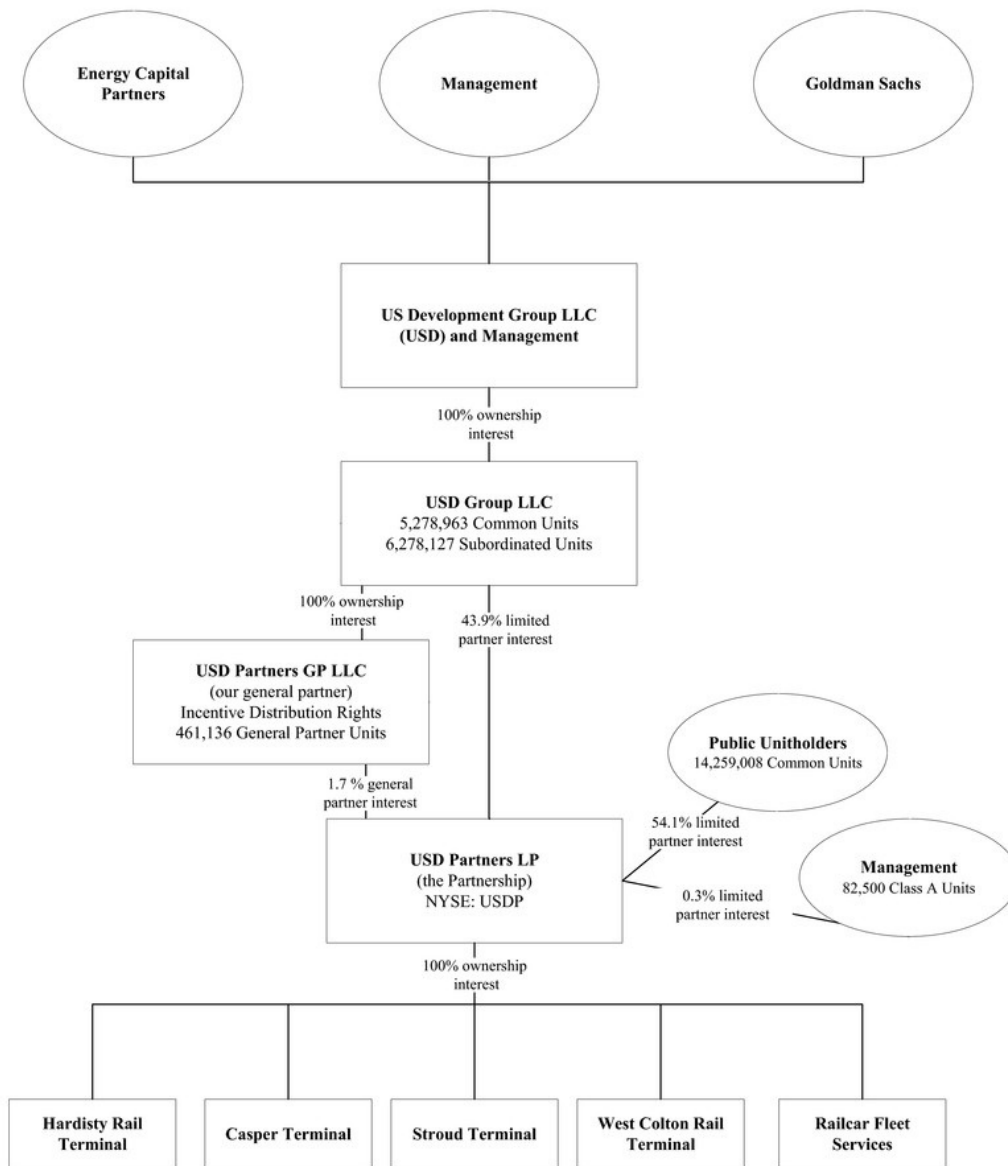 Energy Capital
Partners
Management
Goldman Sachs
US Development Group LLC
(USD) and Management
100% ownership
interest
USD Group LLC
5,278,963 Common Units
6,278,127 Subordinated Units
100% ownership
interest
43.9% limited
partner interest
USD Partners GP LLC
(our general partner)
Incentive Distribution Rights
461,136 General Partner Units
1.7 % general
partner interest
Public Unitholders
14,259,008 Common Units
54.1% limited
partner interest
USD Partners LP
(the Partnership)
NYSE: USDP
Management
82,500 Class A Units
0.3% limited
partner interest
100% ownership
interest
Hardisty Rail
Terminal
Casper Terminal
Stroud Terminal
West Colton Rail
Terminal
Railcar Fleet
Services